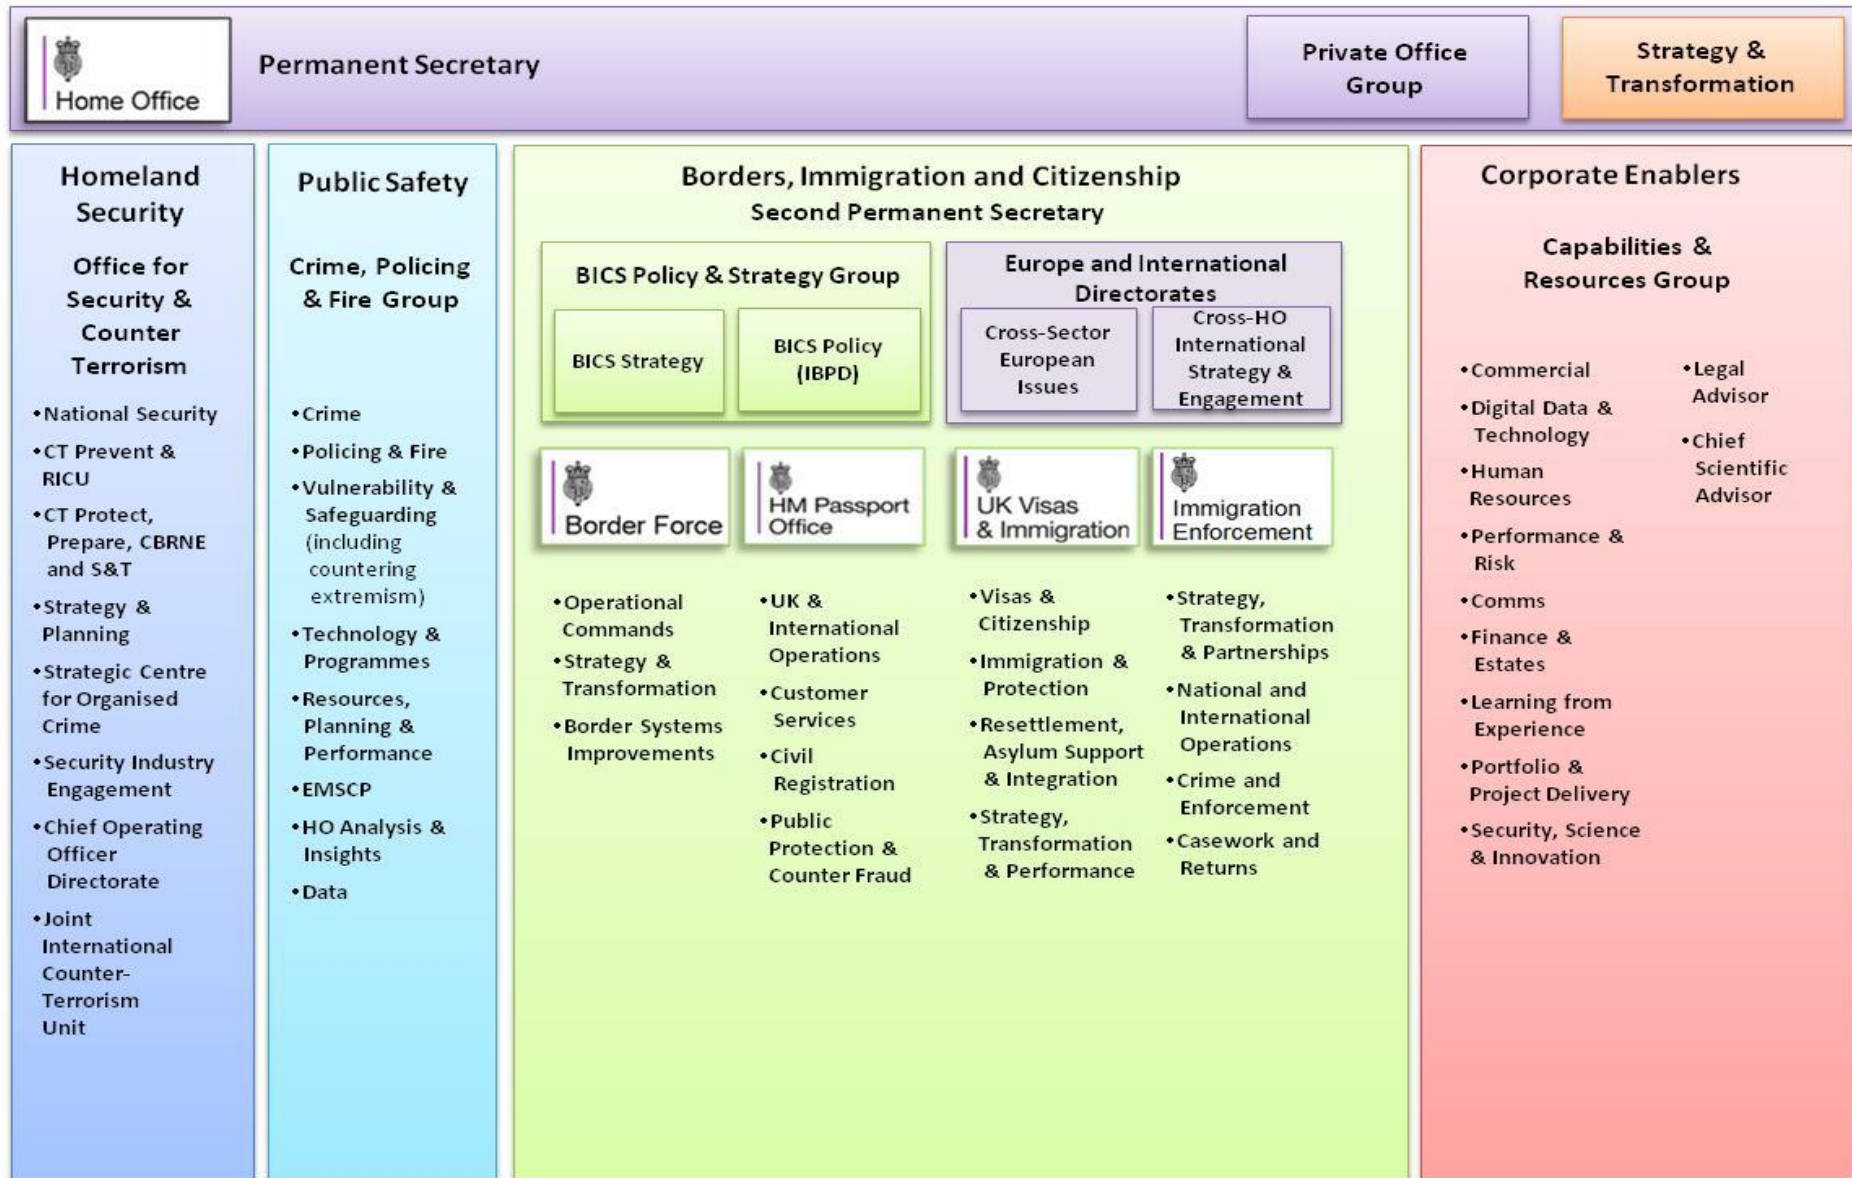 Home Office
Permanent Secretary
Private Office
Group
Strategy &
Transformation
Homeland
Security
Office for
Security &
Counter
Terrorism
•National Security
•CT Prevent &
RICU
•CT Protect,
Prepare, CBRNE
and S&T
•Strategy &
Planning
•Strategic Centre
for Organised
Crime
•Security Industry
Engagement
•Chief Operating
Officer
Directorate
•Joint
International
Counter-
Terrorism
Unit
Public Safety
Crime, Policing
& Fire Group
•Crime
•Policing & Fire
•Vulnerability &
Safeguarding
(including
countering
extremism)
•Technology &
Programmes
•Resources,
Planning &
Performance
•EMSCP
•HO Analysis &
Insights
•Data
Borders, Immigration and Citizenship
Second Permanent Secretary
BICS Policy & Strategy Group
BICS Strategy
BICS Policy
(IBPD)
Europe and International
Directorates
Cross-Sector
European
Issues
Cross-HO
International
Strategy &
Engagement
Border Force
•Operational
Commands
•Strategy &
Transformation
•Border Systems
Improvements
HM Passport
Office
•UK &
International
Operations
•Customer
Services
•Civil
Registration
•Public
Protection &
Counter Fraud
UK Visas
& Immigration
•Visas &
Citizenship
•Immigration &
Protection
•Resettlement,
Asylum Support
& Integration
•Strategy,
Transformation
& Performance
Immigration
Enforcement
•Strategy,
Transformation
& Partnerships
•National and
International
Operations
•Crime and
Enforcement
•Casework and
Returns
Corporate Enablers
Capabilities &
Resources Group
•Commercial
•Digital Data &
Technology
•Human
Resources
•Performance &
Risk
•Comms
•Finance &
Estates
•Learning from
Experience
•Portfolio &
Project Delivery
•Security, Science
& Innovation
•Legal
Advisor
•Chief
Scientific
Advisor